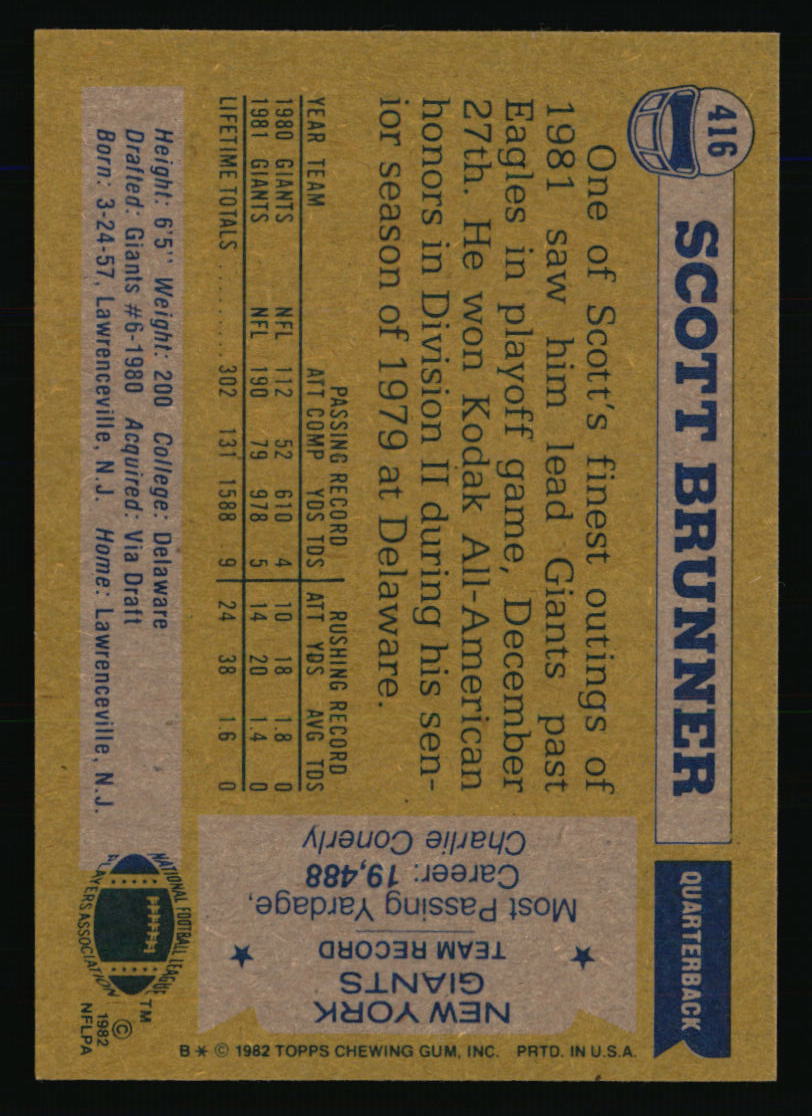 416
SCOTT BRUNNER
QUARTERBACK
One of Scott's finest outings of
1981 saw him lead Giants past
Eagles in playoff game, December
27th. He won Kodak All-American
honors in Division II during his sen-
ior season of 1979 at Delaware.
PASSING RECORD RUSHING RECORD
YEAR TEAM ATT COMP YDS TDS ATT YDS AVG TDS
1980 GIANTS NFL 112 52 610 4 10 18 1.8 0
1981 GIANTS NFL 190 79 978 5 14 20 1.4 0
LIFETIME TOTALS ........ 302 131 1588 9 24 38 1.6 0
Height: 6'5" Weight: 200 College: Delaware
Drafted: Giants #6-1980 Acquired: Via Draft
Born: 3-24-57, Lawrenceville, N.J. Home: Lawrenceville, N.J.
NEW YORK
GIANTS
TEAM RECORD
Most Passing Yardage,
Career: 19,488
Charlie Conerly
NATIONAL FOOTBALL LEAGUE
PLAYERS ASSOCIATION
TM
© 1982
NFLPA
B * © 1982 TOPPS CHEWING GUM, INC. PRTD. IN U.S.A.